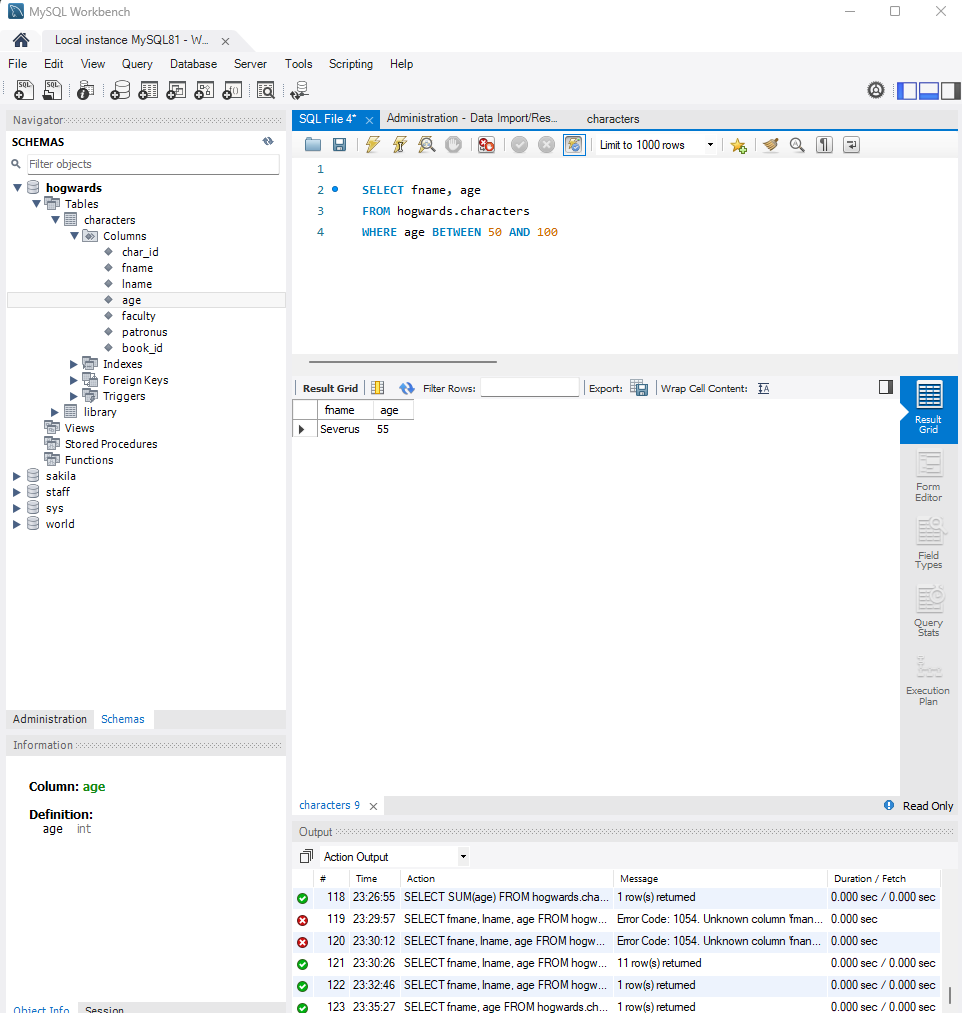 MySQL Workbench
Local instance MySQL81 - W...
File Edit View Query Database Server Tools Scripting Help
Navigator
SCHEMAS
Filter objects
hogwards
Tables
characters
Columns
char_id
fname
lname
age
faculty
patronus
book_id
Indexes
Foreign Keys
Triggers
library
Views
Stored Procedures
Functions
sakila
staff
sys
world
Administration Schemas
Information
Column: age
Definition:
age int
Object Info Session
SQL File 4* Administration - Data Import/Res... characters
Limit to 1000 rows
1
2 SELECT fname, age
3 FROM hogwards.characters
4 WHERE age BETWEEN 50 AND 100
Result Grid Filter Rows: Export: Wrap Cell Content:
fname age
Severus 55
Result Grid
Form Editor
Field Types
Query Stats
Execution Plan
characters 9 Read Only
Output
Action Output
# Time Action Message Duration / Fetch
118 23:26:55 SELECT SUM(age) FROM hogwards.cha... 1 row(s) returned 0.000 sec / 0.000 sec
119 23:29:57 SELECT fmane, lname, age FROM hogw... Error Code: 1054. Unknown column 'fman... 0.000 sec
120 23:30:12 SELECT fnane, lname, age FROM hogw... Error Code: 1054. Unknown column 'fnan... 0.000 sec
121 23:30:26 SELECT fname, lname, age FROM hogw... 11 row(s) returned 0.000 sec / 0.000 sec
122 23:32:46 SELECT fname, lname, age FROM hogw... 1 row(s) returned 0.000 sec / 0.000 sec
123 23:35:27 SELECT fname, age FROM hogwards.ch... 1 row(s) returned 0.000 sec / 0.000 sec